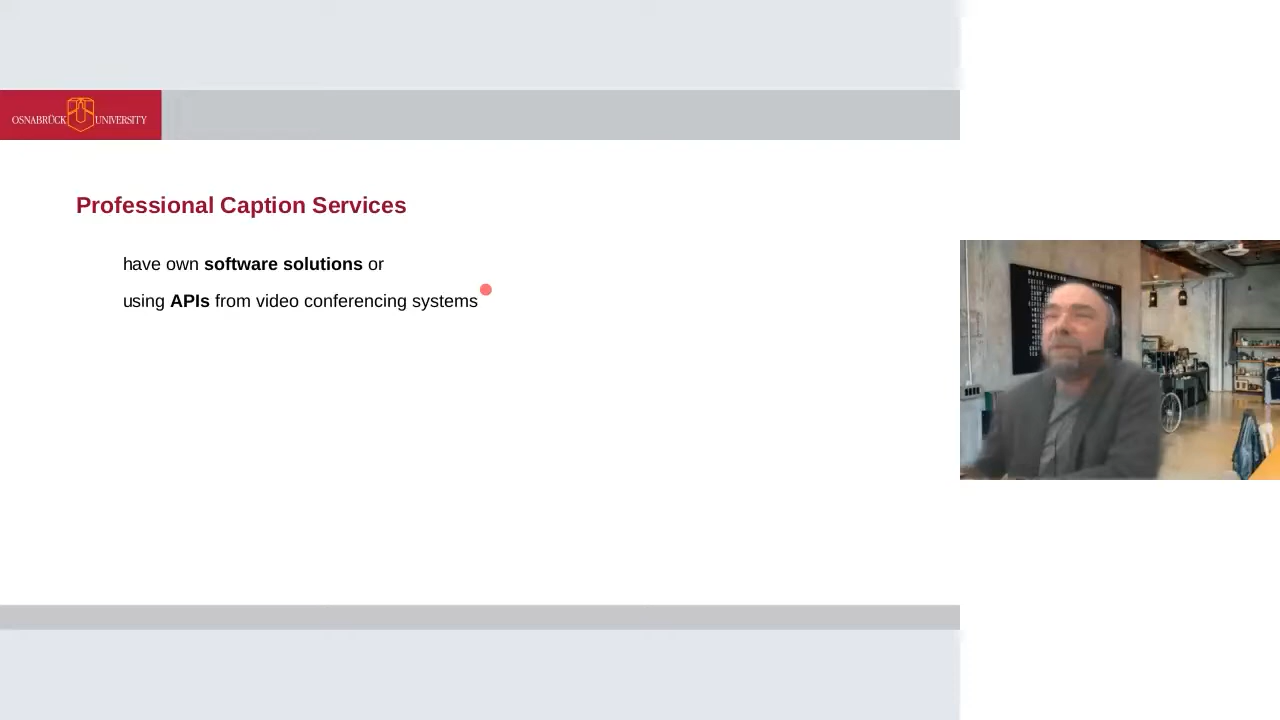 OSNABRÜCK UNIVERSITY
Professional Caption Services
have own software solutions or
using APIs from video conferencing systems